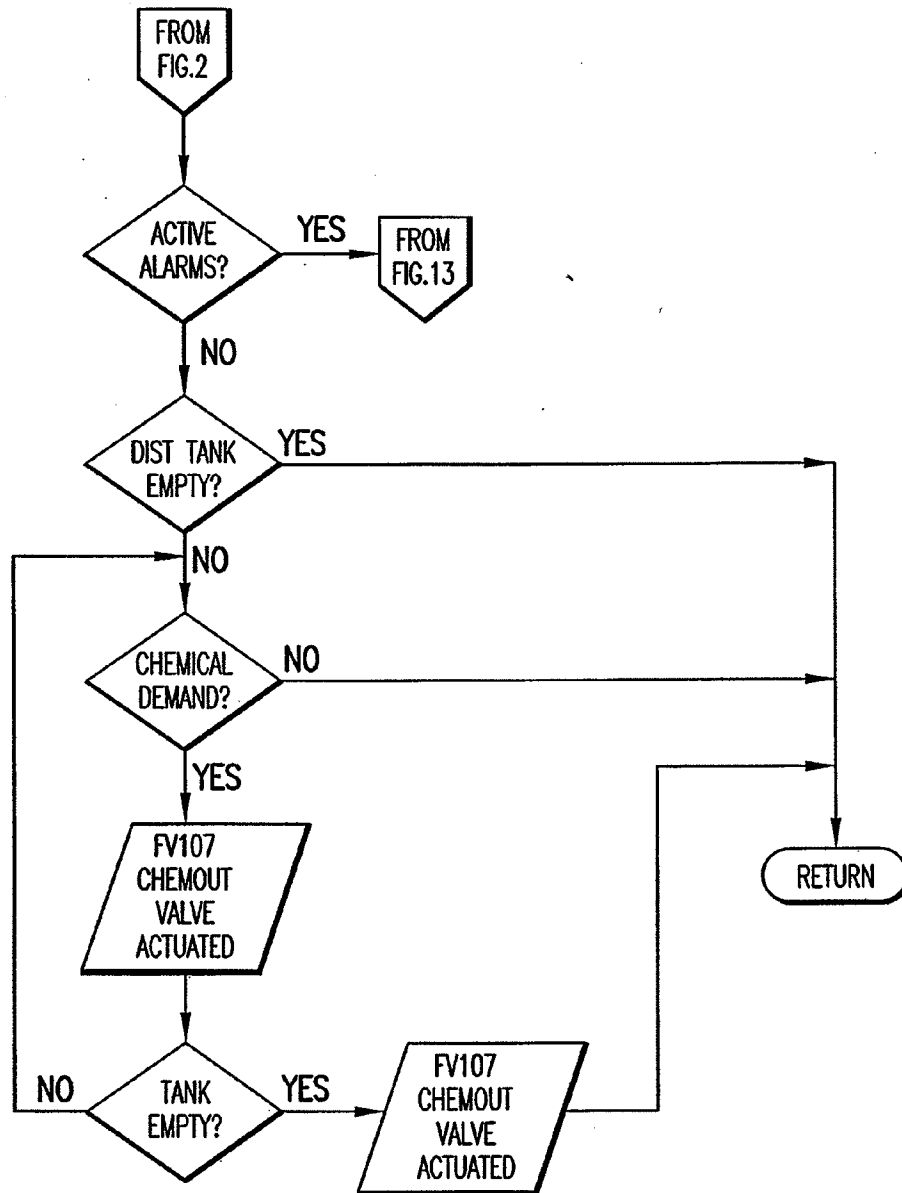 FROM
FIG.2
ACTIVE
ALARMS?
YES
FROM
FIG.13
NO
DIST TANK
EMPTY?
YES
NO
CHEMICAL
DEMAND?
NO
YES
FV107
CHEMOUT
VALVE
ACTUATED
RETURN
NO
TANK
EMPTY?
YES
FV107
CHEMOUT
VALVE
ACTUATED